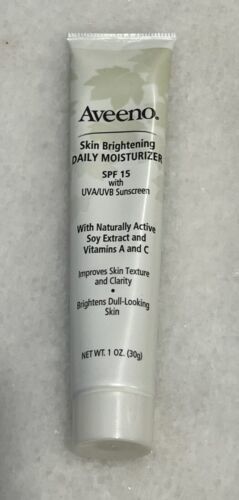 Aveeno®
Skin Brightening
DAILY MOISTURIZER
SPF 15
with
UVA/UVB Sunscreen
With Naturally Active
Soy Extract and
Vitamins A and C
Improves Skin Texture
and Clarity
•
Brightens Dull-Looking
Skin
NET WT. 1 OZ. (30g)